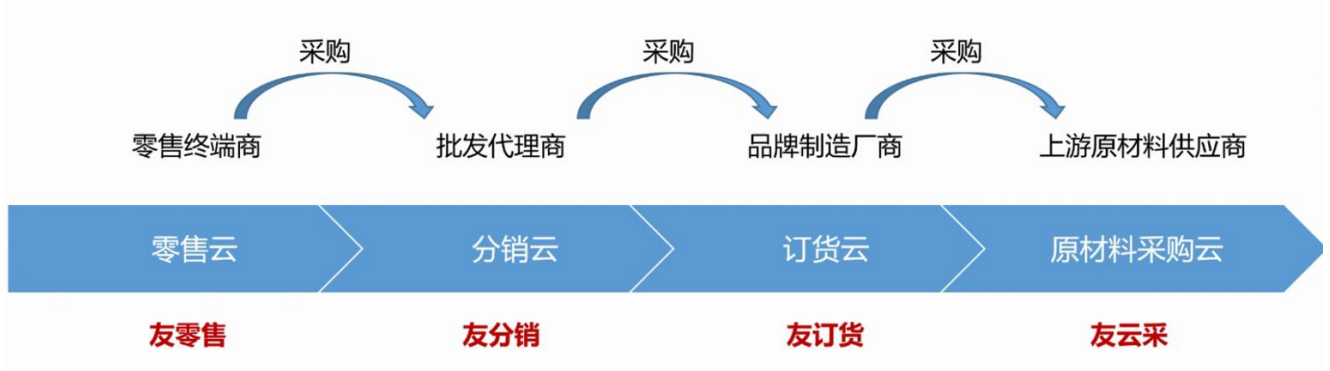 采购 采购 采购
零售终端商 批发代理商 品牌制造厂商 上游原材料供应商
零售云 分销云 订货云 原材料采购云
友零售 友分销 友订货 友云采